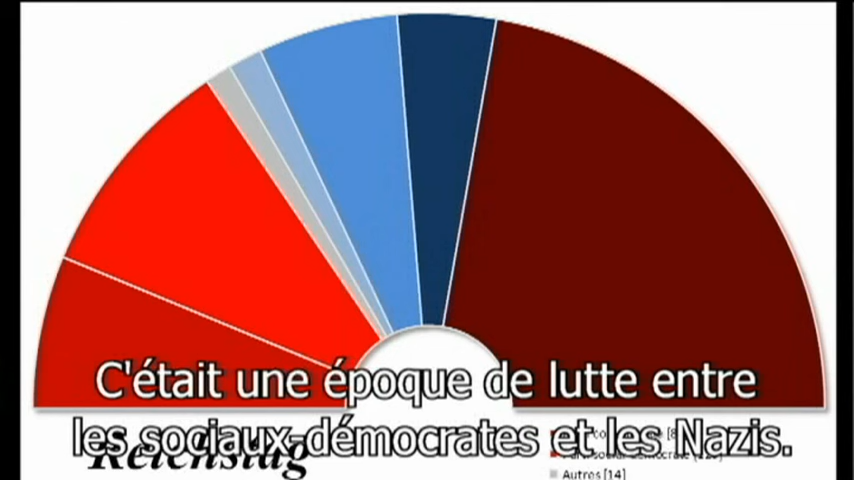 C'était une époque de lutte entre
les sociaux-démocrates et les Nazis.
Reichstag
Autres [14]